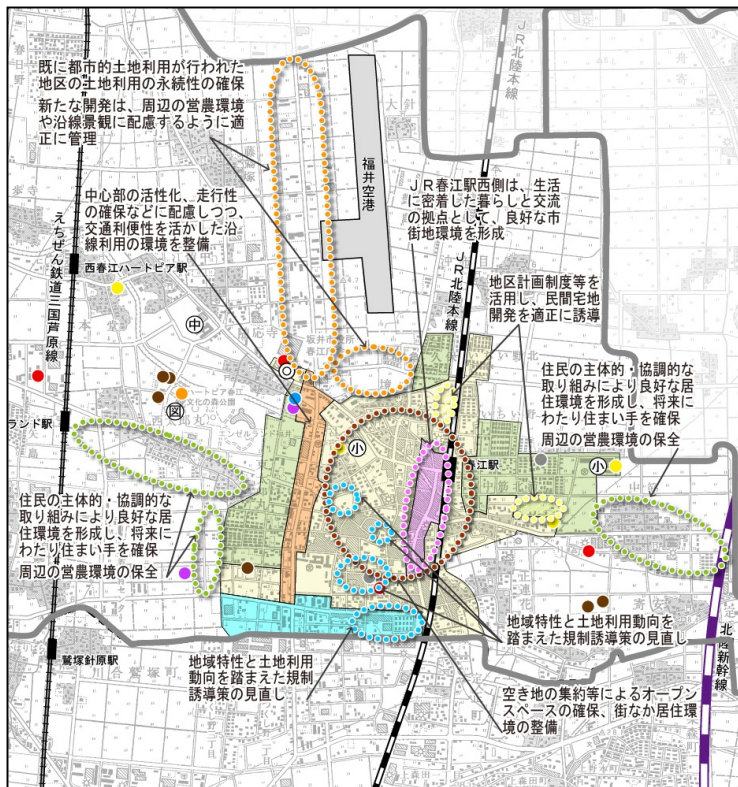 既に都市的土地利用が行われた
地区の土地利用の永続性の確保
新たな開発は、周辺の営農環境
や沿線景観に配慮するように適
正に管理
中心部の活性化、走行性
の確保などに配慮しつつ、
交通利便性を活かした沿
線利用の環境を整備
福井空港
ＪＲ北陸本線
ＪＲ春江駅西側は、生活
に密着した暮らしと交流
の拠点として、良好な市
街地環境を形成
ＪＲ北陸本線
地区計画制度等を
活用し、民間宅地
開発を適正に誘導
住民の主体的・協調的な
取り組みにより良好な居
住環境を形成し、将来に
わたり住まい手を確保
周辺の営農環境の保全
えちぜん鉄道三国芦原線
西春江ハートピア駅
中
図
小
小
春江駅
大針
ランド駅
住民の主体的・協調的な
取り組みにより良好な居
住環境を形成し、将来に
わたり住まい手を確保
周辺の営農環境の保全
鷲塚針原駅
地域特性と土地利用
動向を踏まえた規制
誘導策の見直し
地域特性と土地利用動向を
踏まえた規制誘導策の見直し
空き地の集約等によるオープン
スペースの確保、街なか居住環
境の整備
北陸新幹線